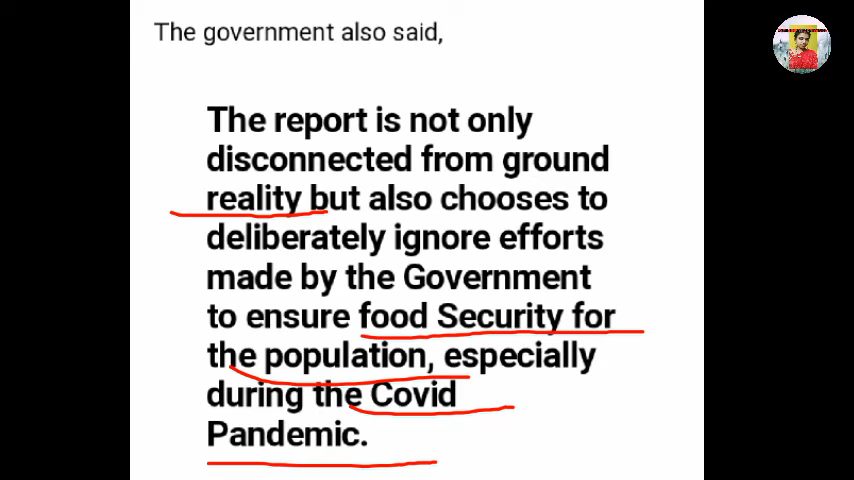 The government also said,
The report is not only
disconnected from ground
reality but also chooses to
deliberately ignore efforts
made by the Government
to ensure food Security for
the population, especially
during the Covid
Pandemic.